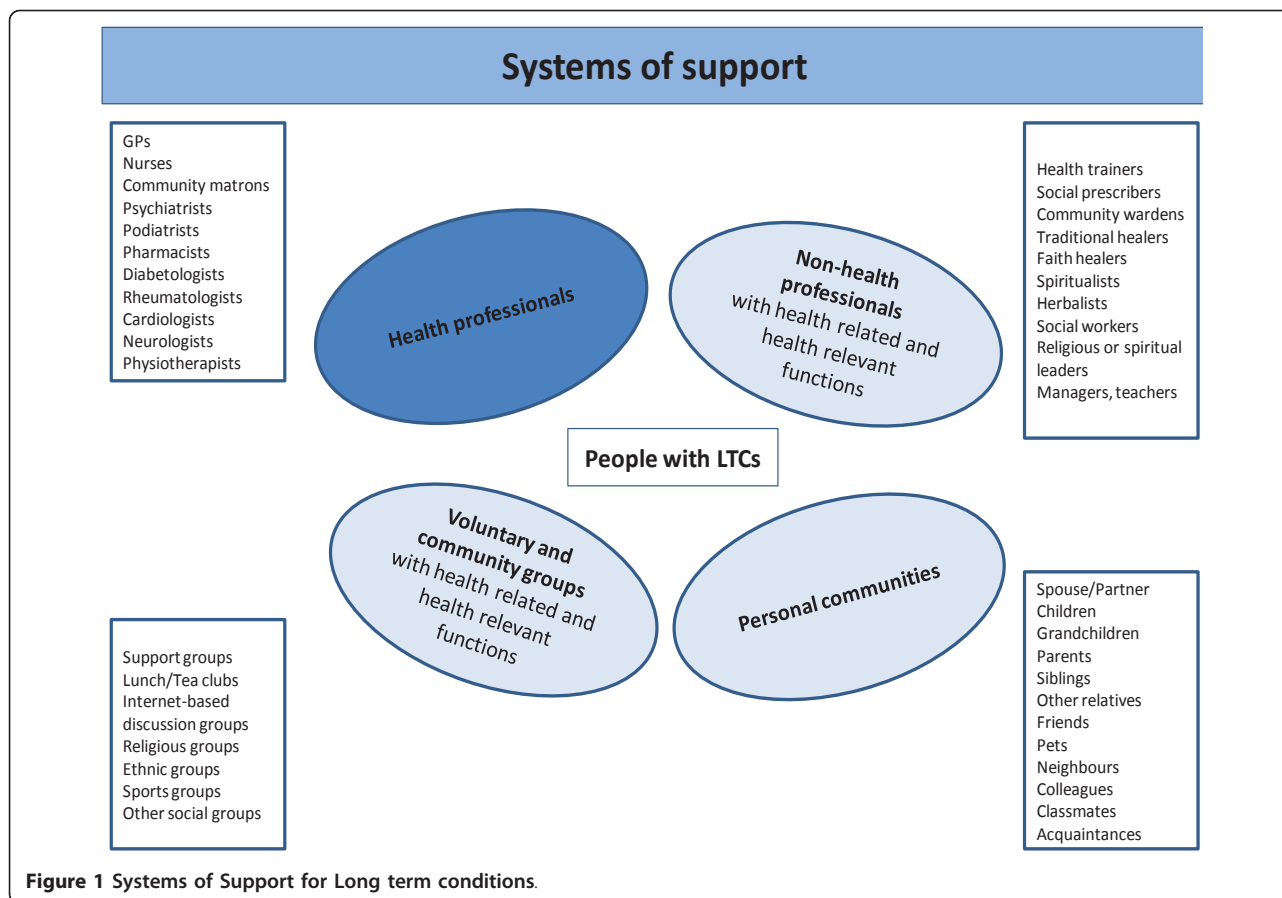 Systems of support
GPs
Nurses
Community matrons
Psychiatrists
Podiatrists
Pharmacists
Diabetologists
Rheumatologists
Cardiologists
Neurologists
Physiotherapists
Health professionals
Non-health
professionals
with health related and
health relevant
functions
Health trainers
Social prescribers
Community wardens
Traditional healers
Faith healers
Spiritualists
Herbalists
Social workers
Religious or spiritual
leaders
Managers, teachers
People with LTCs
Voluntary and
community groups
with health related and
health relevant
functions
Personal communities
Support groups
Lunch/Tea clubs
Internet-based
discussion groups
Religious groups
Ethnic groups
Sports groups
Other social groups
Spouse/Partner
Children
Grandchildren
Parents
Siblings
Other relatives
Friends
Pets
Neighbours
Colleagues
Classmates
Acquaintances
Figure 1 Systems of Support for Long term conditions.